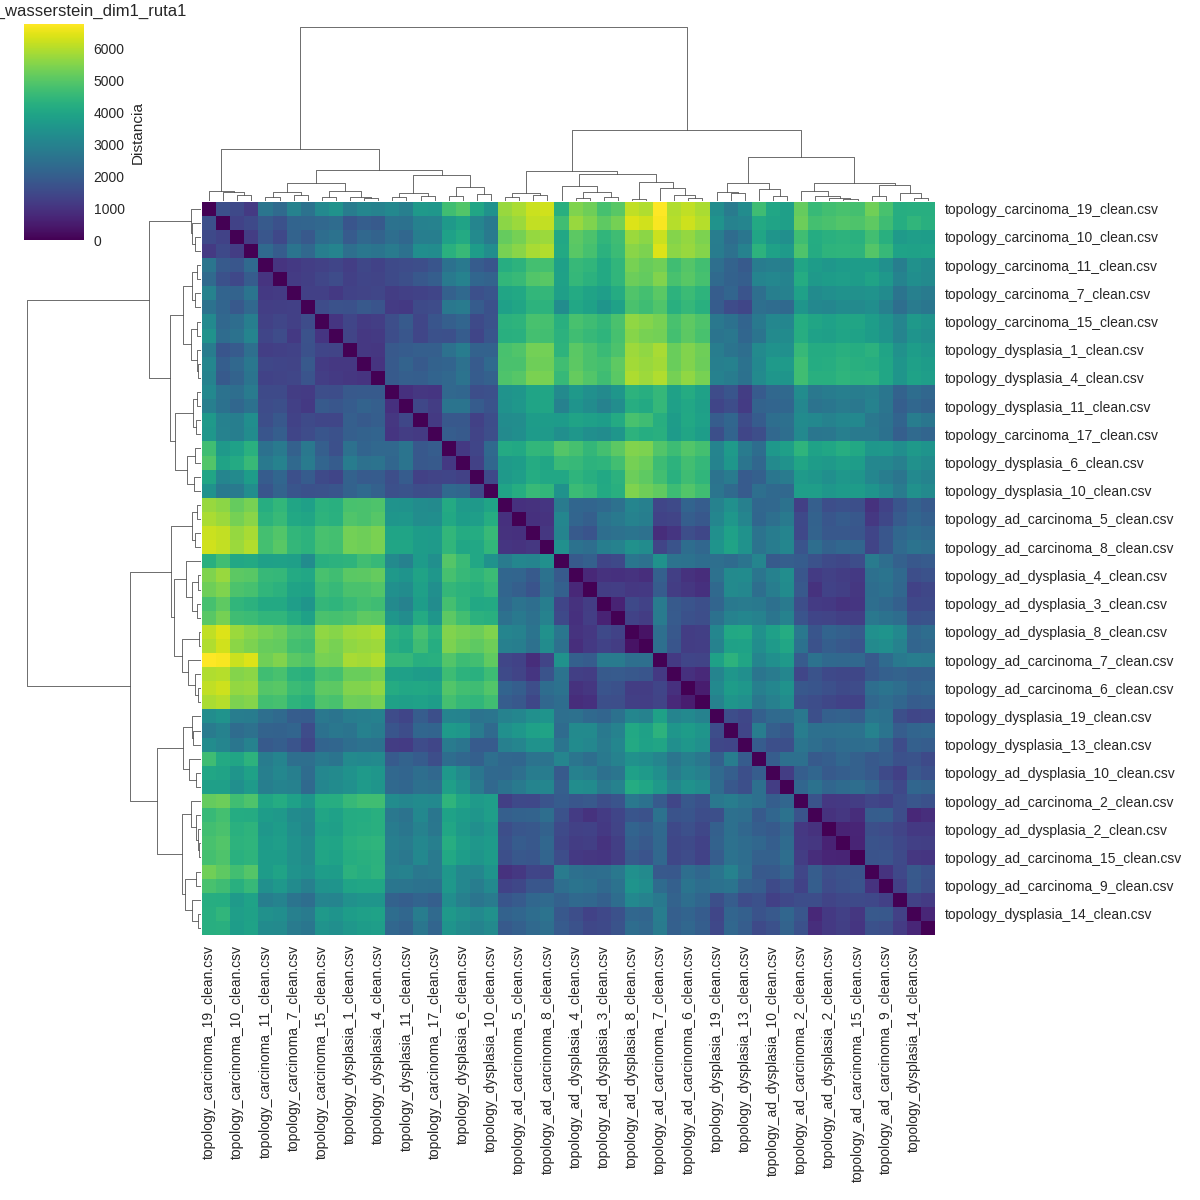 _wasserstein_dim1_ruta1
6000
5000
4000
3000
2000
1000
0
Distancia
topology_carcinoma_19_clean.csv
topology_carcinoma_10_clean.csv
topology_carcinoma_11_clean.csv
topology_carcinoma_7_clean.csv
topology_carcinoma_15_clean.csv
topology_dysplasia_1_clean.csv
topology_dysplasia_4_clean.csv
topology_dysplasia_11_clean.csv
topology_carcinoma_17_clean.csv
topology_dysplasia_6_clean.csv
topology_dysplasia_10_clean.csv
topology_ad_carcinoma_5_clean.csv
topology_ad_carcinoma_8_clean.csv
topology_ad_dysplasia_4_clean.csv
topology_ad_dysplasia_3_clean.csv
topology_ad_dysplasia_8_clean.csv
topology_ad_carcinoma_7_clean.csv
topology_ad_carcinoma_6_clean.csv
topology_dysplasia_19_clean.csv
topology_dysplasia_13_clean.csv
topology_ad_dysplasia_10_clean.csv
topology_ad_carcinoma_2_clean.csv
topology_ad_dysplasia_2_clean.csv
topology_ad_carcinoma_15_clean.csv
topology_ad_carcinoma_9_clean.csv
topology_dysplasia_14_clean.csv
topology_carcinoma_19_clean.csv
topology_carcinoma_10_clean.csv
topology_carcinoma_11_clean.csv
topology_carcinoma_7_clean.csv
topology_carcinoma_15_clean.csv
topology_dysplasia_1_clean.csv
topology_dysplasia_4_clean.csv
topology_dysplasia_11_clean.csv
topology_carcinoma_17_clean.csv
topology_dysplasia_6_clean.csv
topology_dysplasia_10_clean.csv
topology_ad_carcinoma_5_clean.csv
topology_ad_carcinoma_8_clean.csv
topology_ad_dysplasia_4_clean.csv
topology_ad_dysplasia_3_clean.csv
topology_ad_dysplasia_8_clean.csv
topology_ad_carcinoma_7_clean.csv
topology_ad_carcinoma_6_clean.csv
topology_dysplasia_19_clean.csv
topology_dysplasia_13_clean.csv
topology_ad_dysplasia_10_clean.csv
topology_ad_carcinoma_2_clean.csv
topology_ad_dysplasia_2_clean.csv
topology_ad_carcinoma_15_clean.csv
topology_ad_carcinoma_9_clean.csv
topology_dysplasia_14_clean.csv